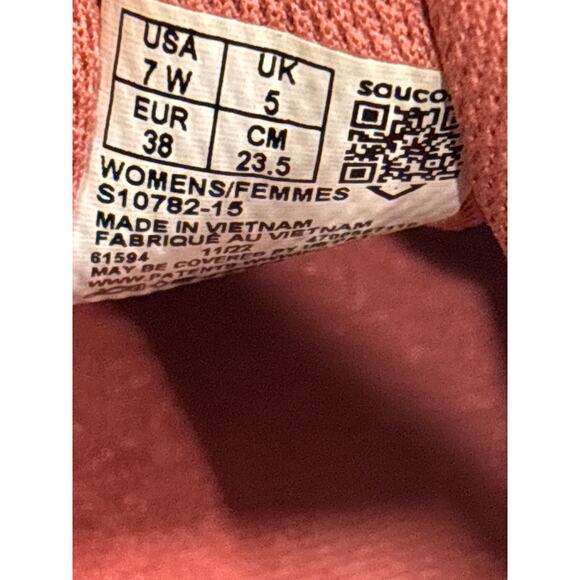 USA
7 W
UK
5
EUR
38
CM
23.5
sauco
WOMENS/FEMMES
S10782-15
MADE IN VIETNAM
FABRIQUÉ AU VIETNAM
61594 11/22
MAY BE COVERED BY